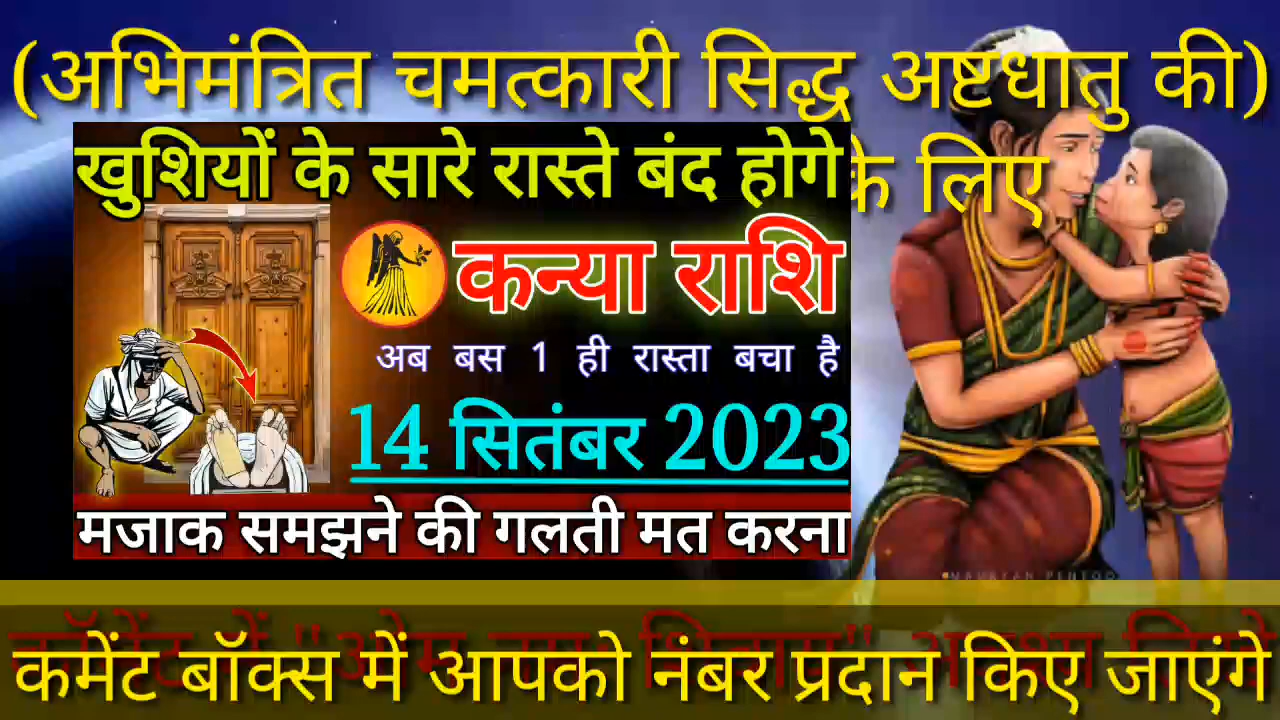 (अभिमंत्रित चमत्कारी सिद्ध अष्टधातु की)
के लिए
खुशियों के सारे रास्ते बंद होगे
कन्या राशि
अब बस 1 ही रास्ता बचा है
14 सितंबर 2023
मजाक समझने की गलती मत करना
कमेंट बॉक्स में आपको नंबर प्रदान किए जाएंगे